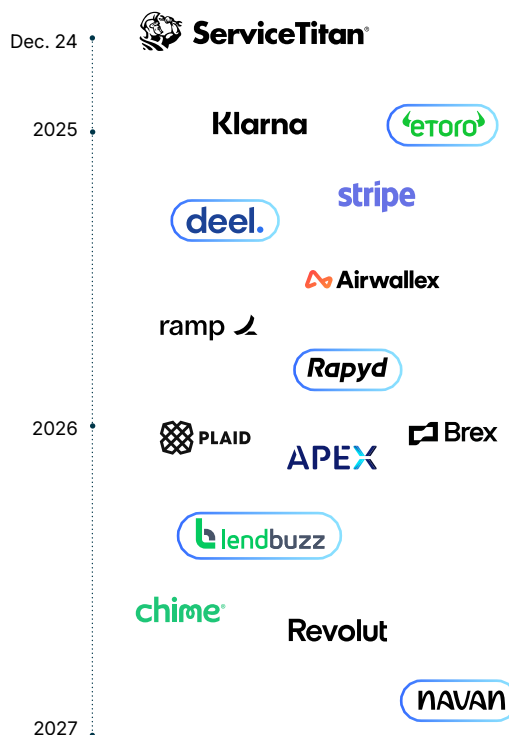 Dec. 24
ServiceTitan®
2025
Klarna
eTORO
stripe
deel.
Airwallex
ramp
Rapyd
2026
PLAID
Brex
APEX
lendbuzz
chime®
Revolut
NAVAN
2027